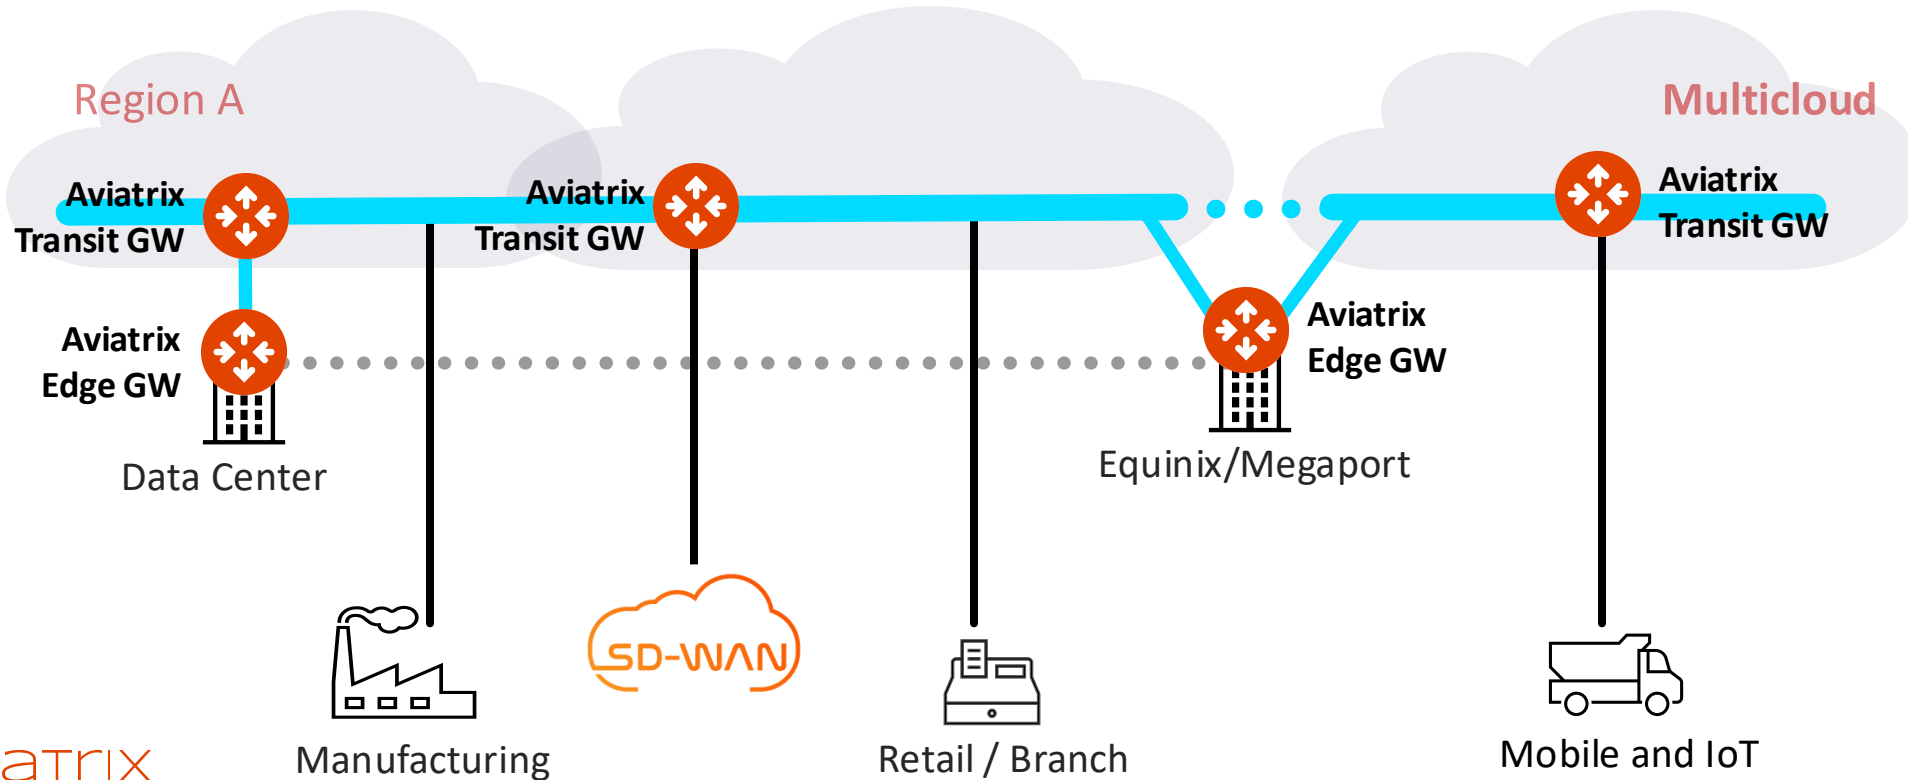 Region A
Multicloud
Aviatrix
Transit GW
Aviatrix
Transit GW
Aviatrix
Transit GW
Aviatrix
Edge GW
Aviatrix
Edge GW
Data Center
Equinix/Megaport
SD-WAN
Manufacturing
Retail / Branch
Mobile and IoT
aTrIX